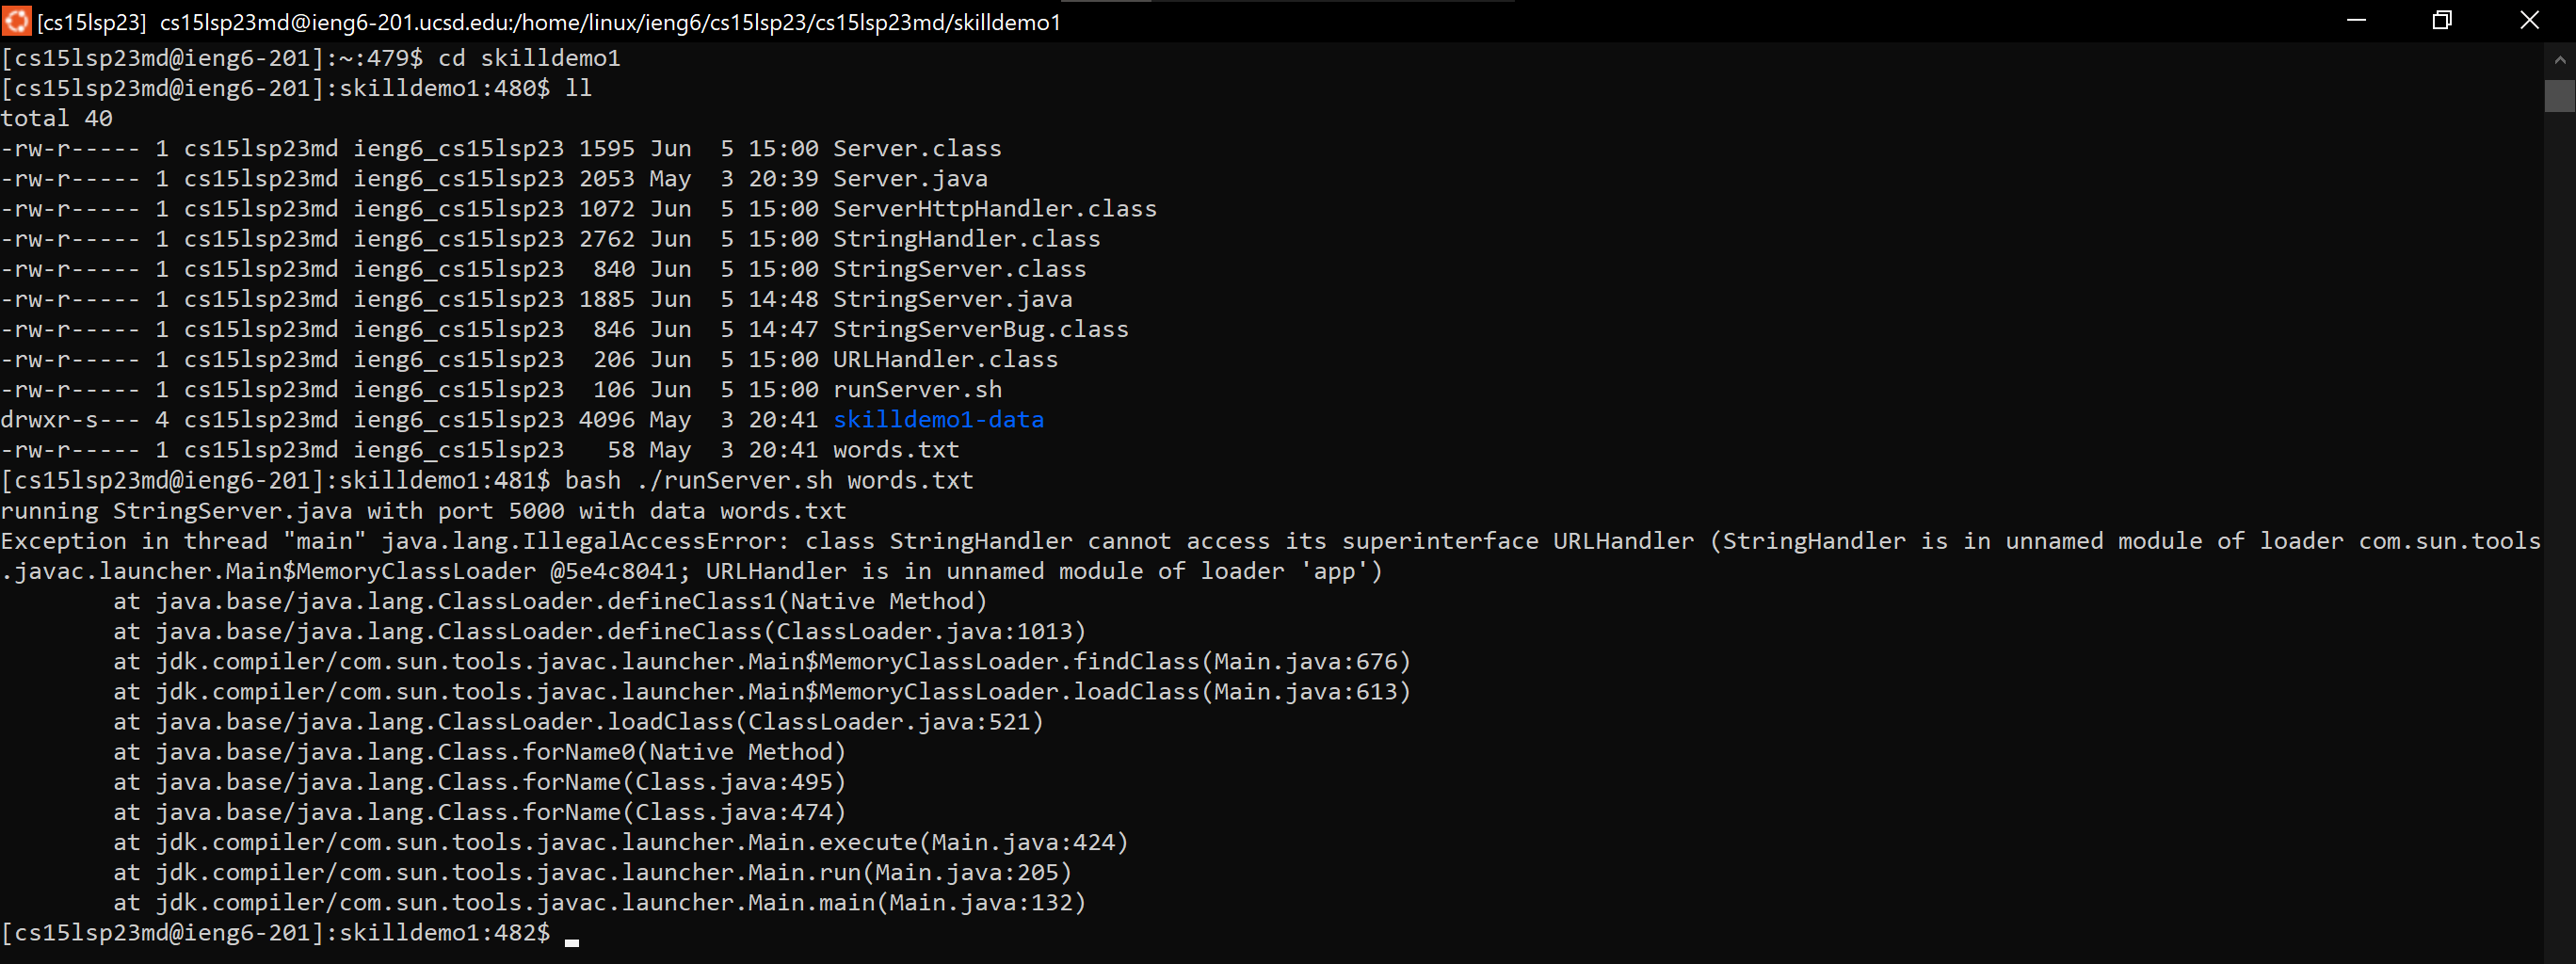 [cs15lsp23] cs15lsp23md@ieng6-201.ucsd.edu:/home/linux/ieng6/cs15lsp23/cs15lsp23md/skilldemo1
[cs15lsp23md@ieng6-201]:~:479$ cd skilldemo1
[cs15lsp23md@ieng6-201]:skilldemo1:480$ ll
total 40
-rw-r----- 1 cs15lsp23md ieng6_cs15lsp23 1595 Jun  5 15:00 Server.class
-rw-r----- 1 cs15lsp23md ieng6_cs15lsp23 2053 May  3 20:39 Server.java
-rw-r----- 1 cs15lsp23md ieng6_cs15lsp23 1072 Jun  5 15:00 ServerHttpHandler.class
-rw-r----- 1 cs15lsp23md ieng6_cs15lsp23 2762 Jun  5 15:00 StringHandler.class
-rw-r----- 1 cs15lsp23md ieng6_cs15lsp23  840 Jun  5 15:00 StringServer.class
-rw-r----- 1 cs15lsp23md ieng6_cs15lsp23 1885 Jun  5 14:48 StringServer.java
-rw-r----- 1 cs15lsp23md ieng6_cs15lsp23  846 Jun  5 14:47 StringServerBug.class
-rw-r----- 1 cs15lsp23md ieng6_cs15lsp23  206 Jun  5 15:00 URLHandler.class
-rw-r----- 1 cs15lsp23md ieng6_cs15lsp23  106 Jun  5 15:00 runServer.sh
drwxr-s--- 4 cs15lsp23md ieng6_cs15lsp23 4096 May  3 20:41 skilldemo1-data
-rw-r----- 1 cs15lsp23md ieng6_cs15lsp23   58 May  3 20:41 words.txt
[cs15lsp23md@ieng6-201]:skilldemo1:481$ bash ./runServer.sh words.txt
running StringServer.java with port 5000 with data words.txt
Exception in thread "main" java.lang.IllegalAccessError: class StringHandler cannot access its superinterface URLHandler (StringHandler is in unnamed module of loader com.sun.tools
.javac.launcher.Main$MemoryClassLoader @5e4c8041; URLHandler is in unnamed module of loader 'app')
        at java.base/java.lang.ClassLoader.defineClass1(Native Method)
        at java.base/java.lang.ClassLoader.defineClass(ClassLoader.java:1013)
        at jdk.compiler/com.sun.tools.javac.launcher.Main$MemoryClassLoader.findClass(Main.java:676)
        at jdk.compiler/com.sun.tools.javac.launcher.Main$MemoryClassLoader.loadClass(Main.java:613)
        at java.base/java.lang.ClassLoader.loadClass(ClassLoader.java:521)
        at java.base/java.lang.Class.forName0(Native Method)
        at java.base/java.lang.Class.forName(Class.java:495)
        at java.base/java.lang.Class.forName(Class.java:474)
        at jdk.compiler/com.sun.tools.javac.launcher.Main.execute(Main.java:424)
        at jdk.compiler/com.sun.tools.javac.launcher.Main.run(Main.java:205)
        at jdk.compiler/com.sun.tools.javac.launcher.Main.main(Main.java:132)
[cs15lsp23md@ieng6-201]:skilldemo1:482$